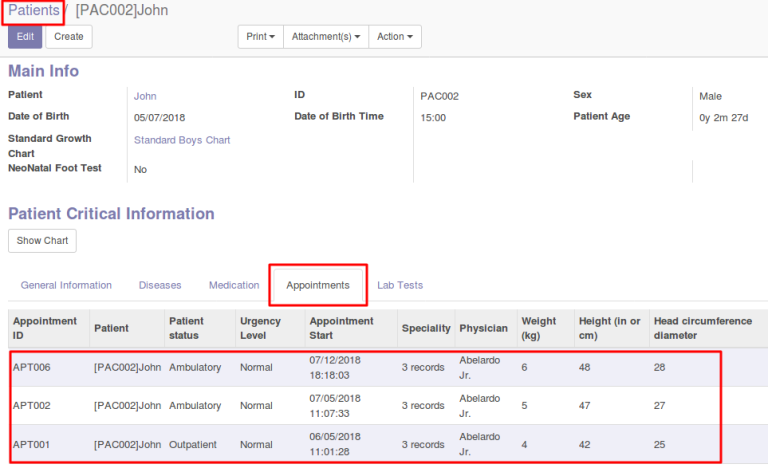 Patients / [PAC002]John
Edit Create Print Attachment(s) Action
Main Info
Patient John ID PAC002 Sex Male
Date of Birth 05/07/2018 Date of Birth Time 15:00 Patient Age 0y 2m 27d
Standard Growth Standard Boys Chart
Chart
NeoNatal Foot Test No
Patient Critical Information
Show Chart
General Information Diseases Medication Appointments Lab Tests
Appointment Patient Urgency Appointment Weight Height (in or Head circumference
ID Patient status Level Start Speciality Physician (kg) cm) diameter
07/12/2018 Abelardo
APT006 [PAC002]John Ambulatory Normal 18:18:03 3 records Jr. 6 48 28
07/05/2018 Abelardo
APT002 [PAC002]John Ambulatory Normal 11:07:33 3 records Jr. 5 47 27
06/05/2018 Abelardo
APT001 [PAC002]John Outpatient Normal 11:01:28 3 records Jr. 4 42 25